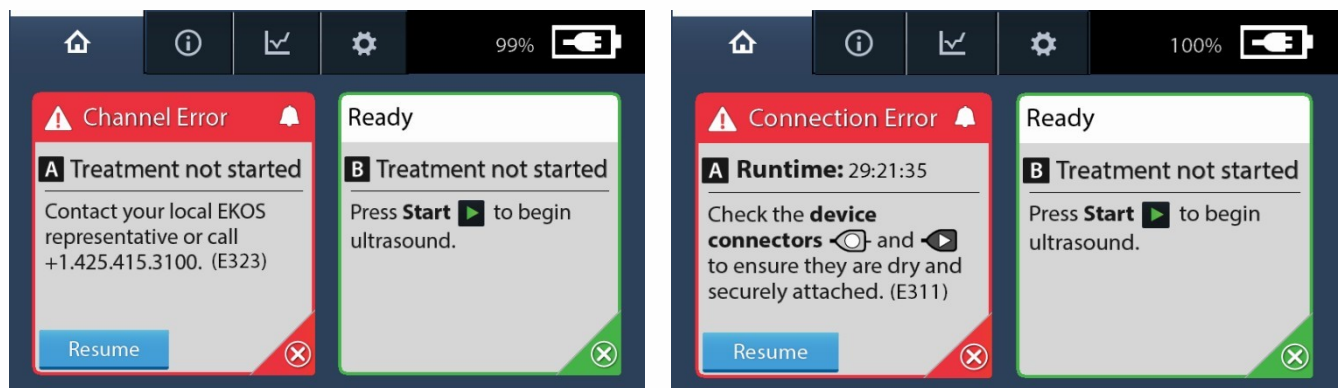 99%
Channel Error
A Treatment not started
Contact your local EKOS
representative or call
+1.425.415.3100. (E323)
Resume
Ready
B Treatment not started
Press Start to begin
ultrasound.
100%
Connection Error
A Runtime: 29:21:35
Check the device
connectors and
to ensure they are dry and
securely attached. (E311)
Resume
Ready
B Treatment not started
Press Start to begin
ultrasound.